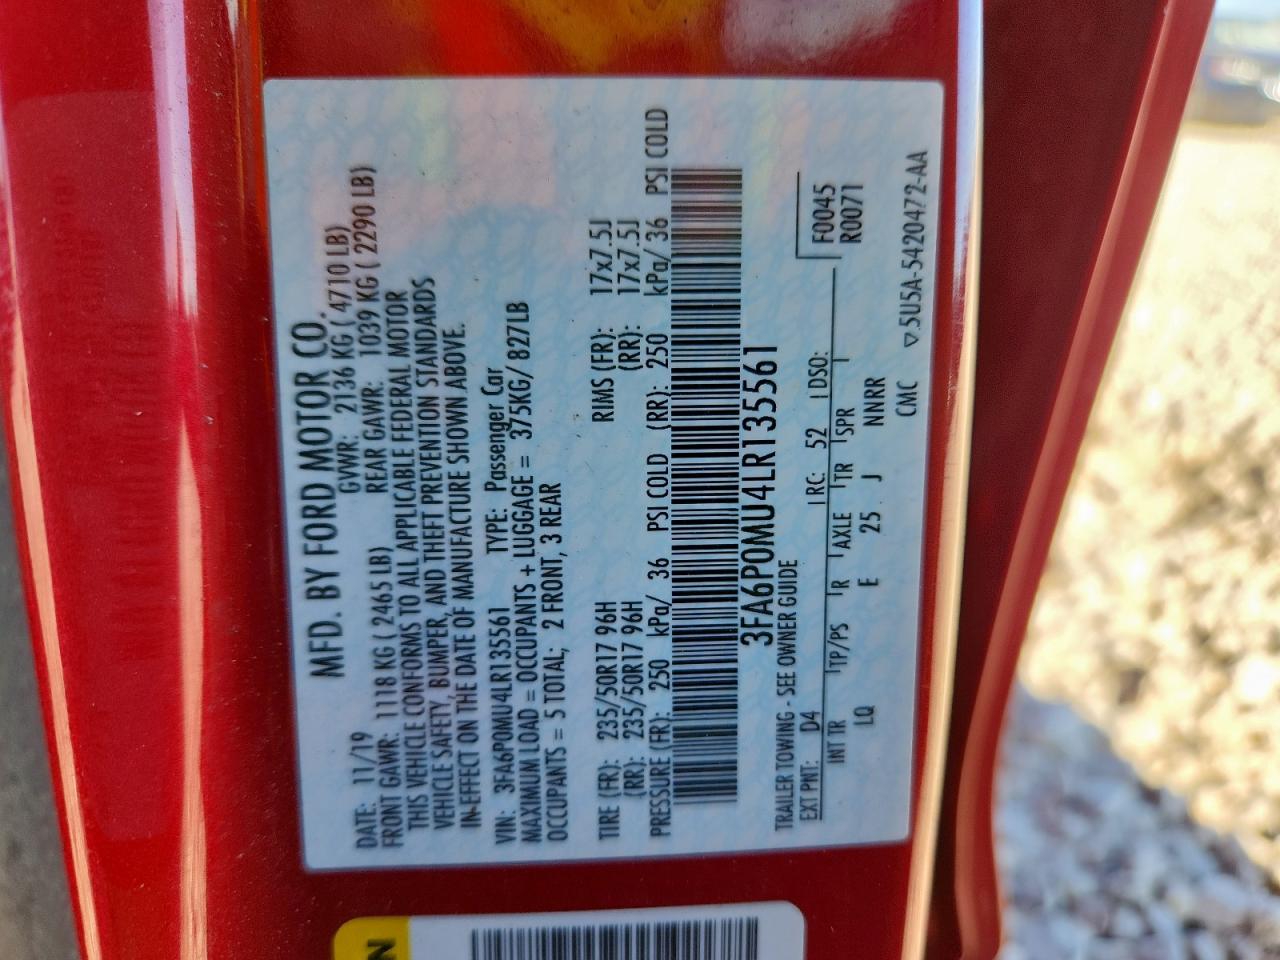 MFD. BY FORD MOTOR CO.
DATE: 11/19 GVWR: 2136 KG ( 4710 LB)
FRONT GAWR: 1118 KG ( 2465 LB) REAR GAWR: 1039 KG ( 2290 LB)
THIS VEHICLE CONFORMS TO ALL APPLICABLE FEDERAL MOTOR
VEHICLE SAFETY, BUMPER, AND THEFT PREVENTION STANDARDS
IN-EFFECT ON THE DATE OF MANUFACTURE SHOWN ABOVE.
VIN: 3FA6P0MU4LR135561 TYPE: Passenger Car
MAXIMUM LOAD = OCCUPANTS + LUGGAGE = 375KG/ 827LB
OCCUPANTS = 5 TOTAL; 2 FRONT, 3 REAR
TIRE (FR): 235/50R17 96H RIMS (FR): 17x7.5J
(RR): 235/50R17 96H (RR): 17x7.5J
PRESSURE (FR): 250 kPa/ 36 PSI COLD (RR): 250 kPa/ 36 PSI COLD
3FA6P0MU4LR135561
TRAILER TOWING - SEE OWNER GUIDE
EXT PNT: D4 RC: 52 DSO: F0045
R0071
INT TR TP/PS R AXLE TR SPR
LQ E 25 J NNRR
CMC ▽5U5A-5420472-AA
N